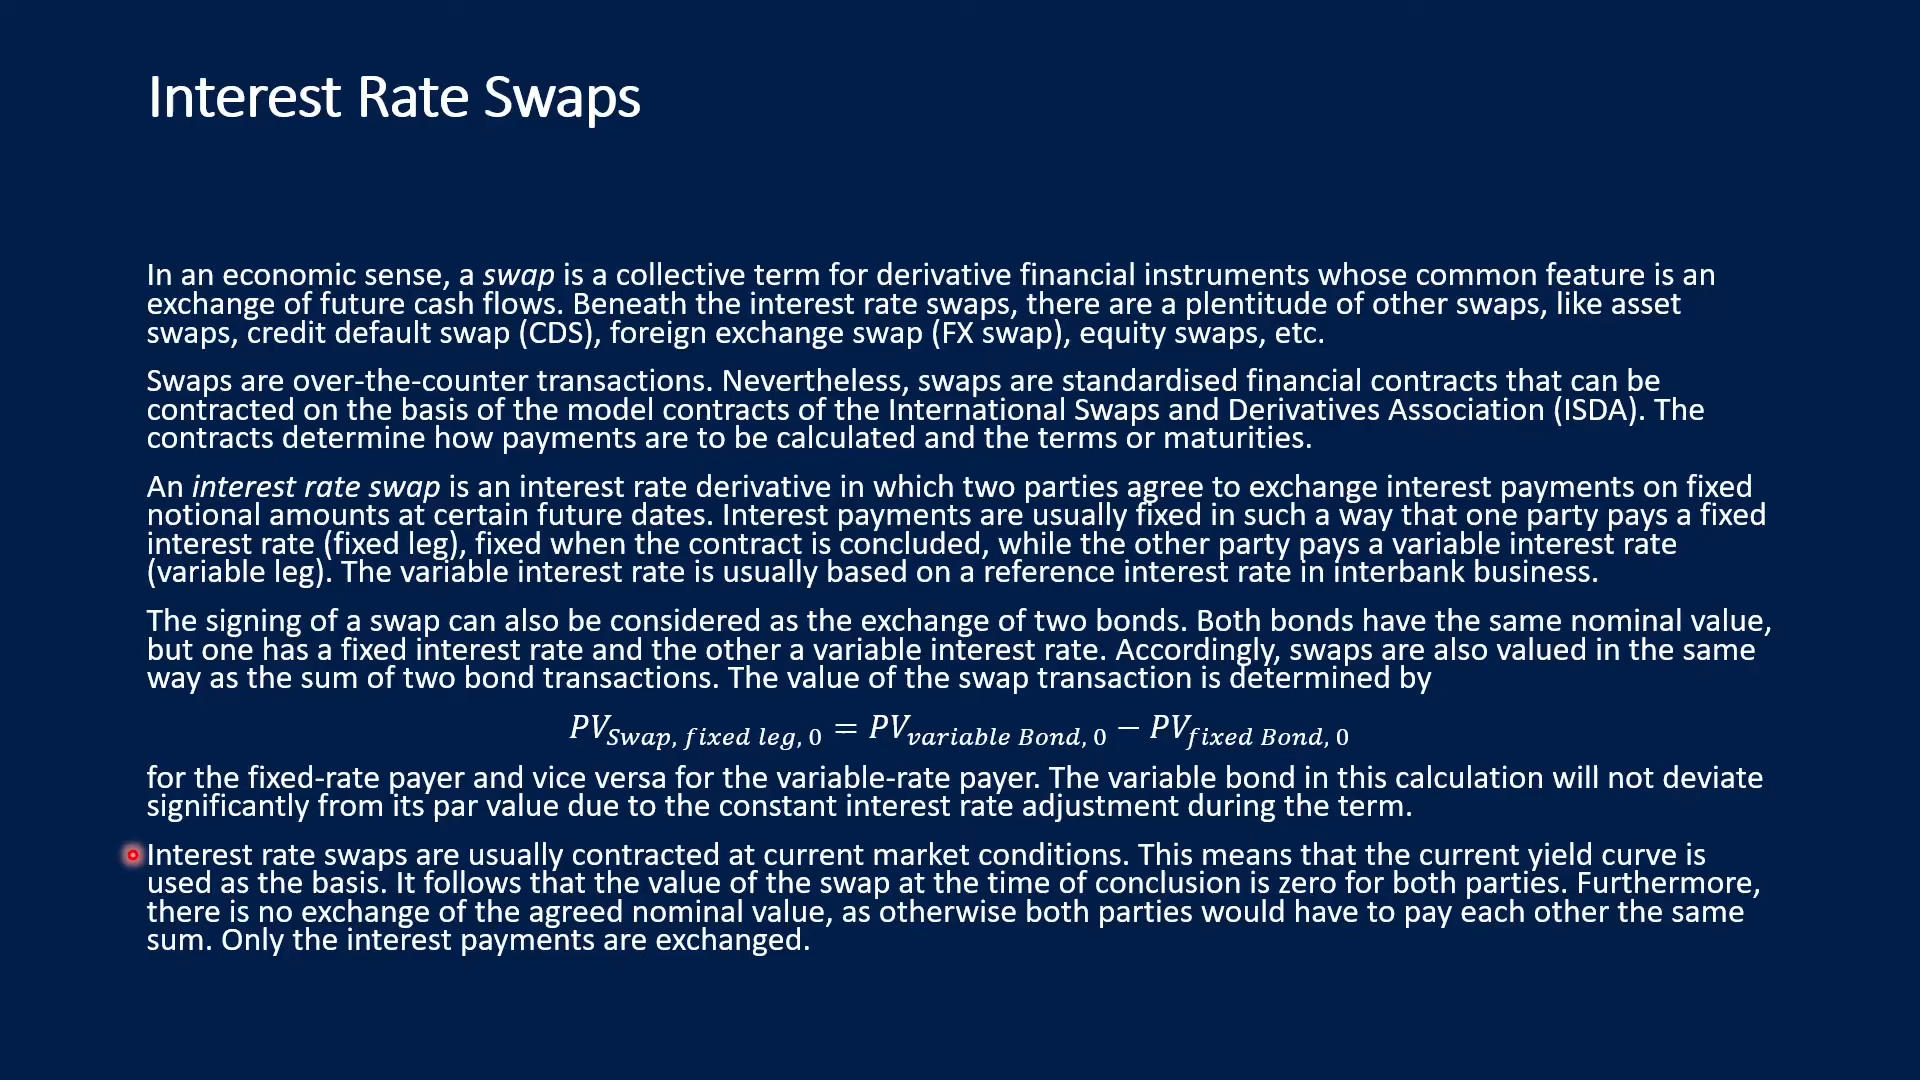 Interest Rate Swaps
In an economic sense, a swap is a collective term for derivative financial instruments whose common feature is an
exchange of future cash flows. Beneath the interest rate swaps, there are a plentitude of other swaps, like asset
swaps, credit default swap (CDS), foreign exchange swap (FX swap), equity swaps, etc.
Swaps are over-the-counter transactions. Nevertheless, swaps are standardised financial contracts that can be
contracted on the basis of the model contracts of the International Swaps and Derivatives Association (ISDA). The
contracts determine how payments are to be calculated and the terms or maturities.
An interest rate swap is an interest rate derivative in which two parties agree to exchange interest payments on fixed
notional amounts at certain future dates. Interest payments are usually fixed in such a way that one party pays a fixed
interest rate (fixed leg), fixed when the contract is concluded, while the other party pays a variable interest rate
(variable leg). The variable interest rate is usually based on a reference interest rate in interbank business.
The signing of a swap can also be considered as the exchange of two bonds. Both bonds have the same nominal value,
but one has a fixed interest rate and the other a variable interest rate. Accordingly, swaps are also valued in the same
way as the sum of two bond transactions. The value of the swap transaction is determined by
PV_{Swap, fixed leg, 0} = PV_{variable Bond, 0} − PV_{fixed Bond, 0}
for the fixed-rate payer and vice versa for the variable-rate payer. The variable bond in this calculation will not deviate
significantly from its par value due to the constant interest rate adjustment during the term.
Interest rate swaps are usually contracted at current market conditions. This means that the current yield curve is
used as the basis. It follows that the value of the swap at the time of conclusion is zero for both parties. Furthermore,
there is no exchange of the agreed nominal value, as otherwise both parties would have to pay each other the same
sum. Only the interest payments are exchanged.